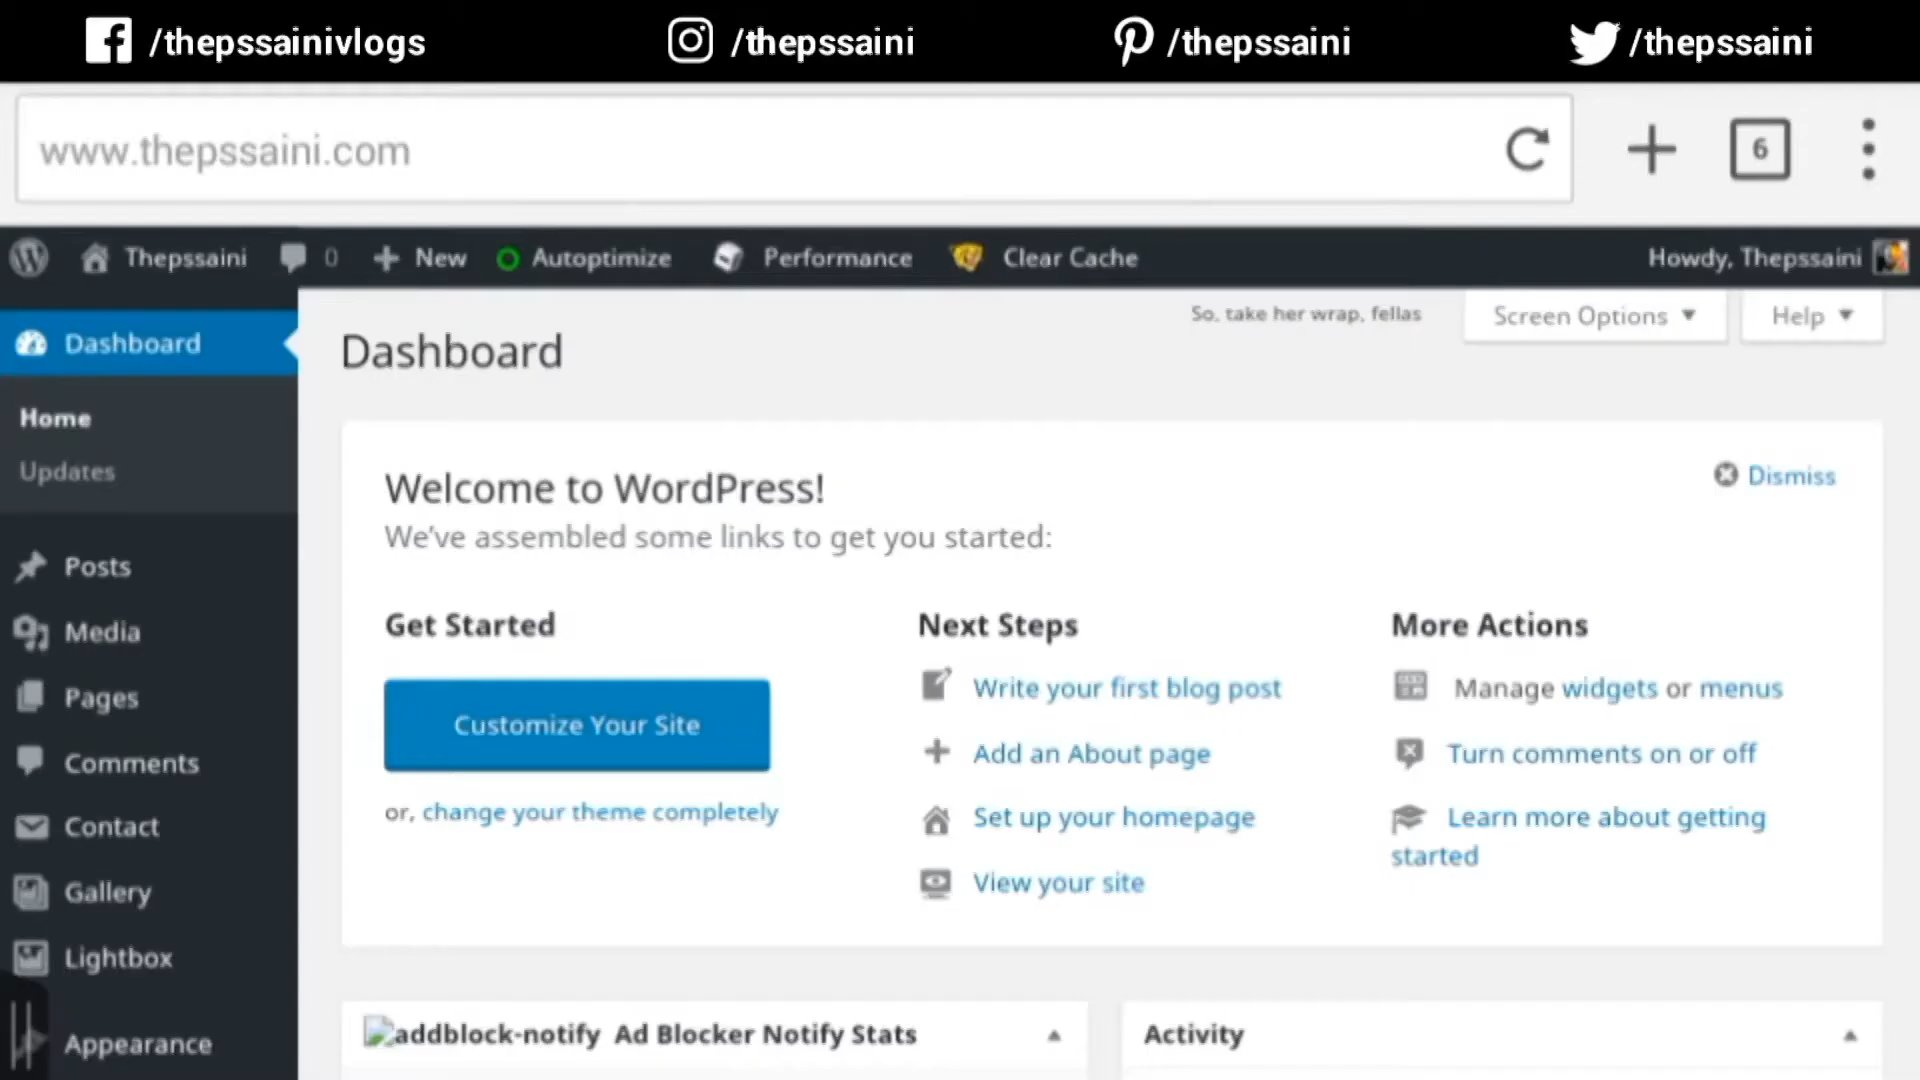 /thepssainivlogs /thepssaini /thepssaini /thepssaini
www.thepssaini.com 6
Thepssaini 0 New Autoptimize Performance Clear Cache Howdy, Thepssaini
So, take her wrap, fellas Screen Options Help
Dashboard
Dashboard
Home
Updates
Posts
Media
Pages
Comments
Contact
Gallery
Lightbox
Appearance
Welcome to WordPress!
Dismiss
We've assembled some links to get you started:
Get Started
Customize Your Site
or, change your theme completely
Next Steps
Write your first blog post
Add an About page
Set up your homepage
View your site
More Actions
Manage widgets or menus
Turn comments on or off
Learn more about getting
started
addblock-notify Ad Blocker Notify Stats
Activity